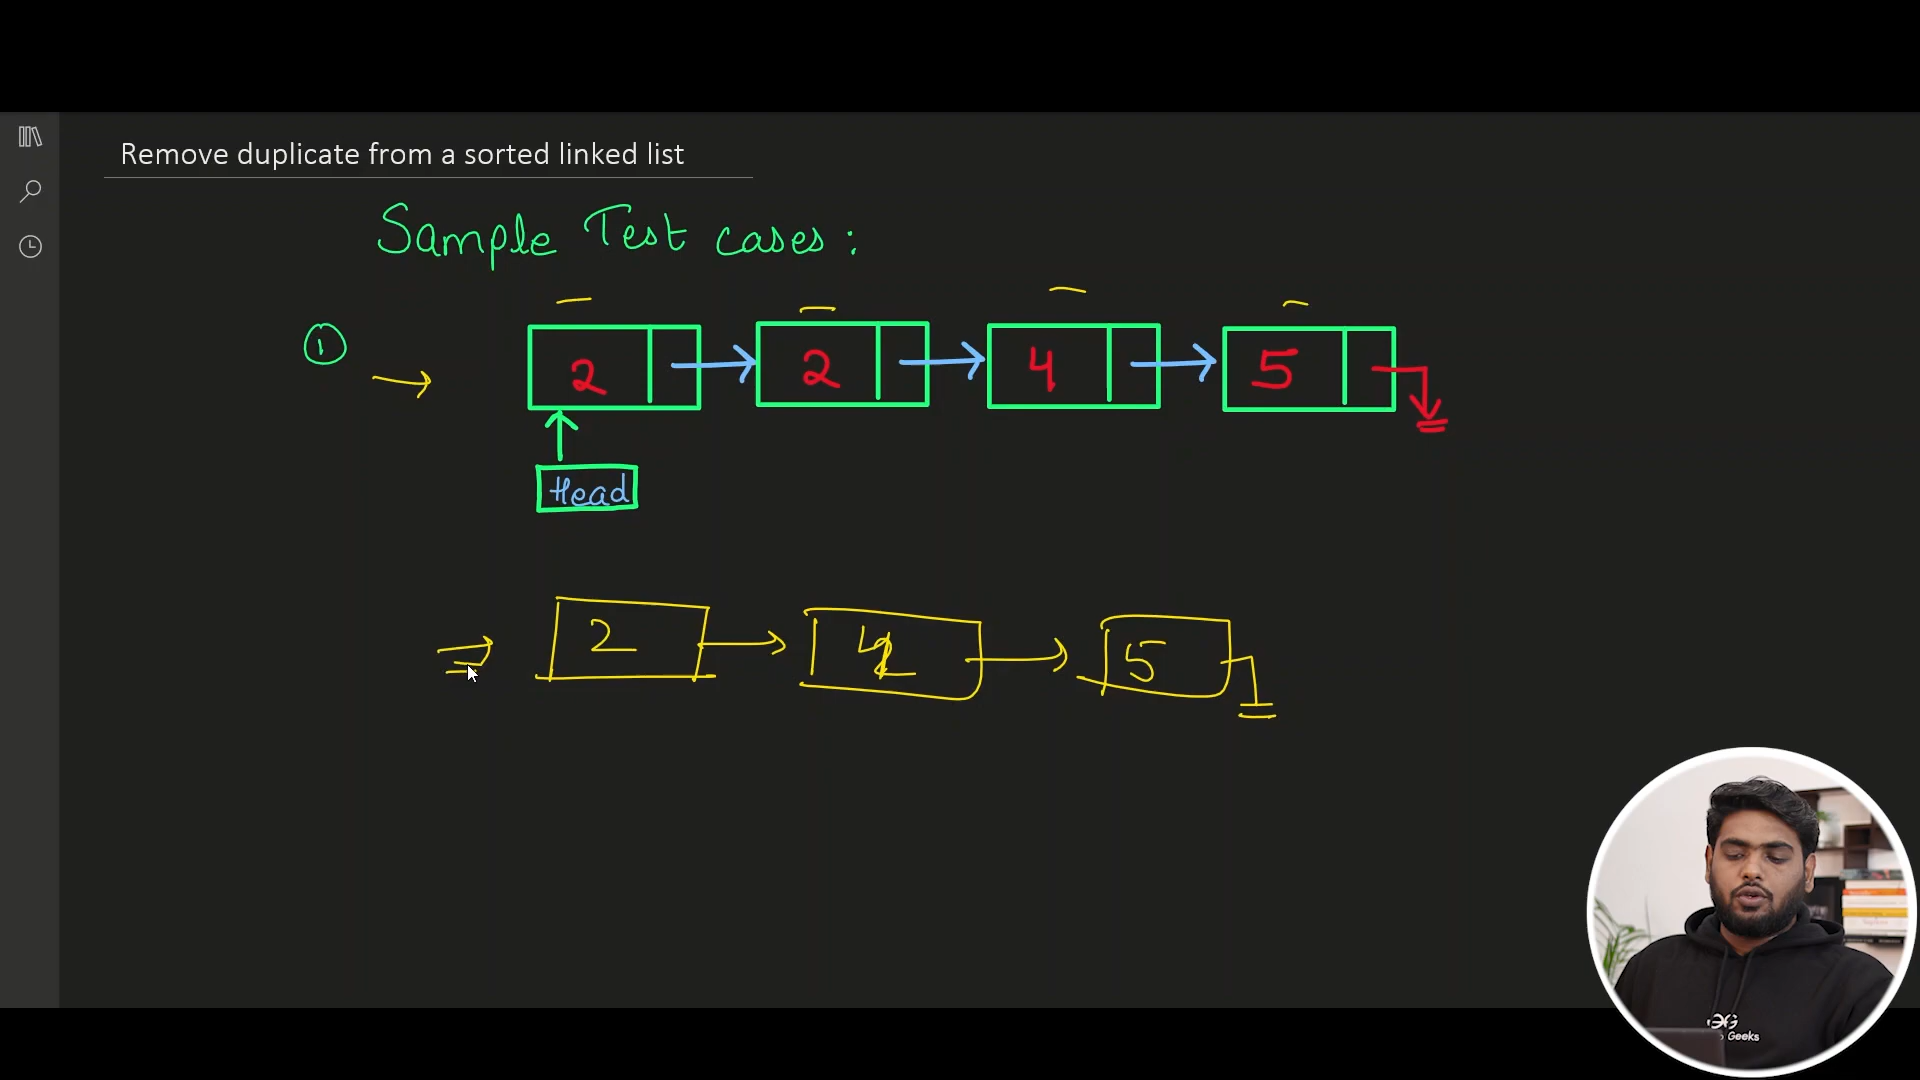 Remove duplicate from a sorted linked list
Sample Test cases:
1
2 2 4 5
Head
2 4 5
Geeks